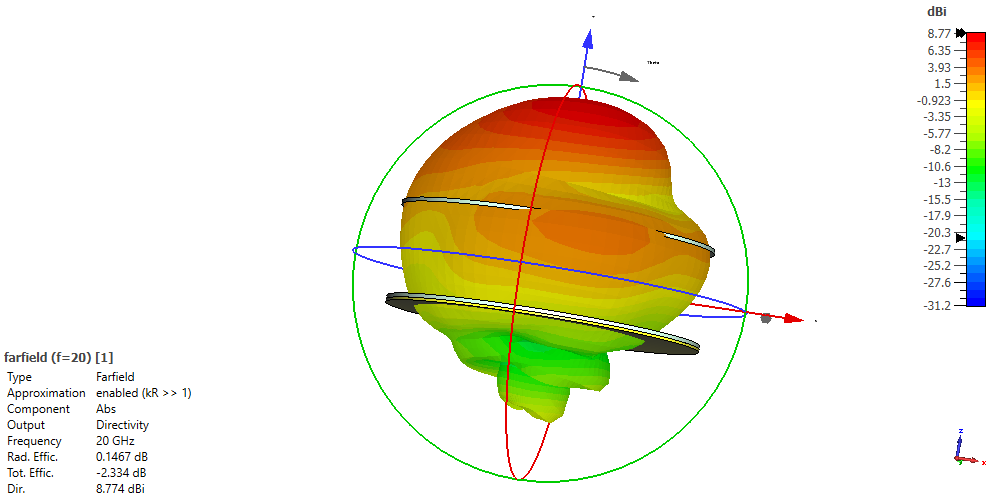 dBi
8.77
6.35
3.93
1.5
-0.923
-3.35
-5.77
-8.2
-10.6
-13
-15.5
-17.9
-20.3
-22.7
-25.2
-27.6
-31.2
Theta
farfield (f=20) [1]
Type Farfield
Approximation enabled (kR >> 1)
Component Abs
Output Directivity
Frequency 20 GHz
Rad. Effic. 0.1467 dB
Tot. Effic. -2.334 dB
Dir. 8.774 dBi
z
x